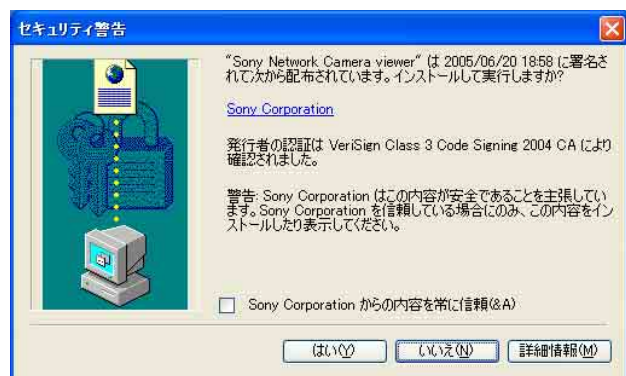 セキュリティ警告
"Sony Network Camera viewer" は 2005/06/20 18:58 に署名さ
れて次から配布されています。インストールして実行しますか?
Sony Corporation
発行者の認証は VeriSign Class 3 Code Signing 2004 CA により
確認されました。
警告: Sony Corporation はこの内容が安全であることを主張してい
ます。Sony Corporation を信頼している場合にのみ、この内容をイン
ストールしたり表示してください。
Sony Corporation からの内容を常に信頼(&A)
はい(Y)
いいえ(N)
詳細情報(M)